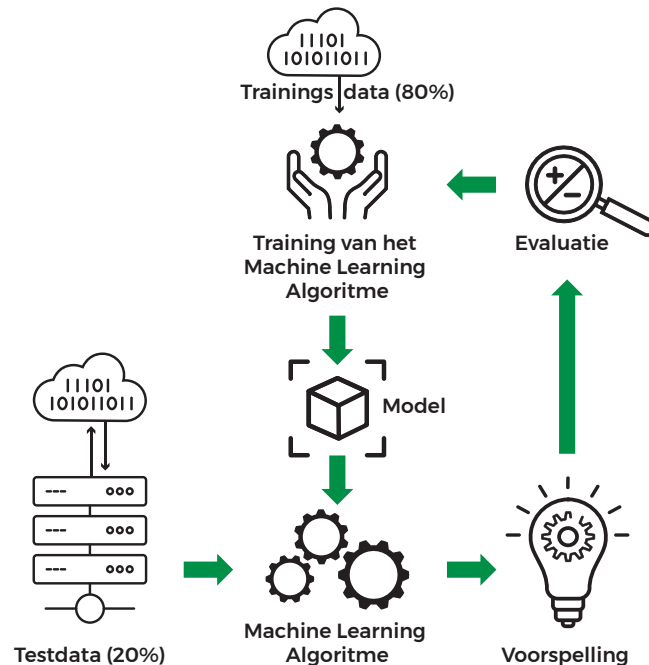 11101
101011011
Trainings data (80%)
Training van het
Machine Learning
Algoritme
Evaluatie
Model
11101
101011011
Testdata (20%)
Machine Learning
Algoritme
Voorspelling